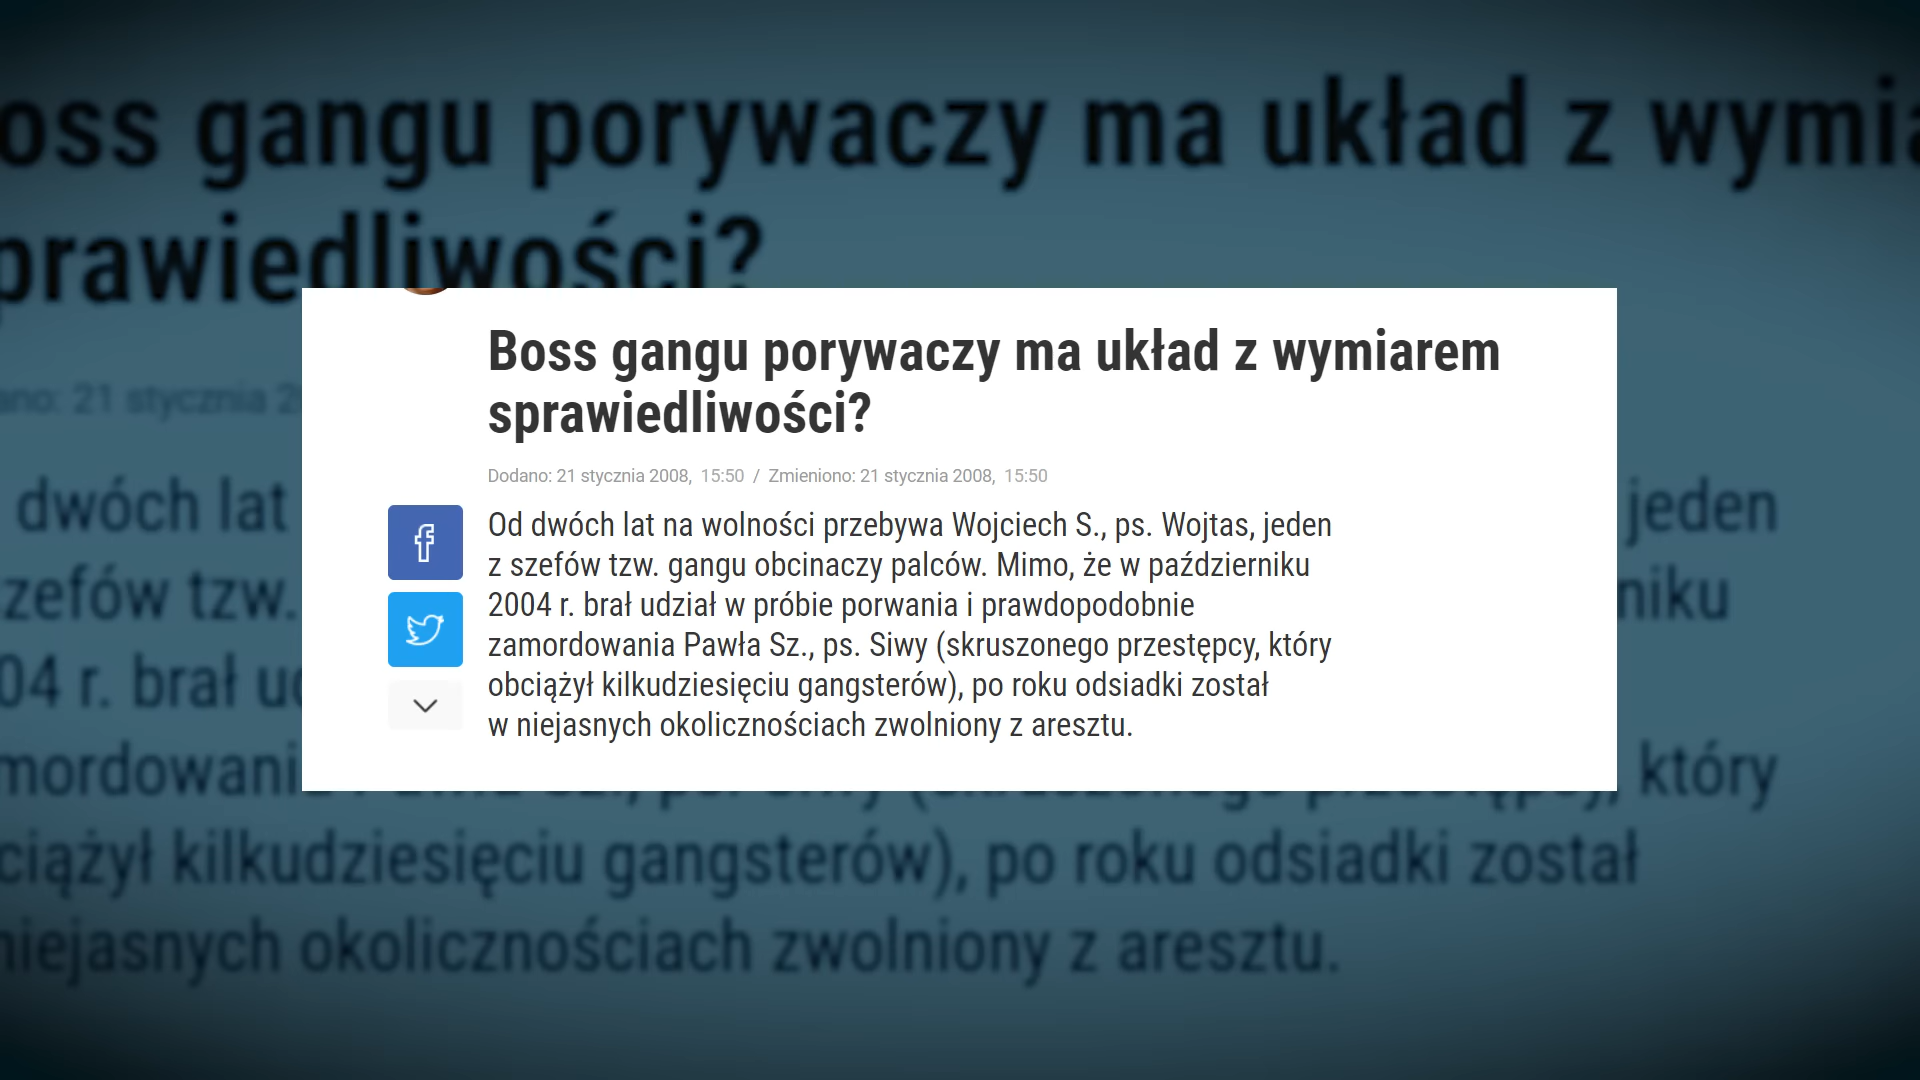 Boss gangu porywaczy ma układ z wymiarem
sprawiedliwości?
Dodano: 21 stycznia 2008, 15:50 / Zmieniono: 21 stycznia 2008, 15:50
Od dwóch lat na wolności przebywa Wojciech S., ps. Wojtas, jeden
z szefów tzw. gangu obcinaczy palców. Mimo, że w październiku
2004 r. brał udział w próbie porwania i prawdopodobnie
zamordowania Pawła Sz., ps. Siwy (skruszonego przestępcy, który
obciążył kilkudziesięciu gangsterów), po roku odsiadki został
w niejasnych okolicznościach zwolniony z aresztu.